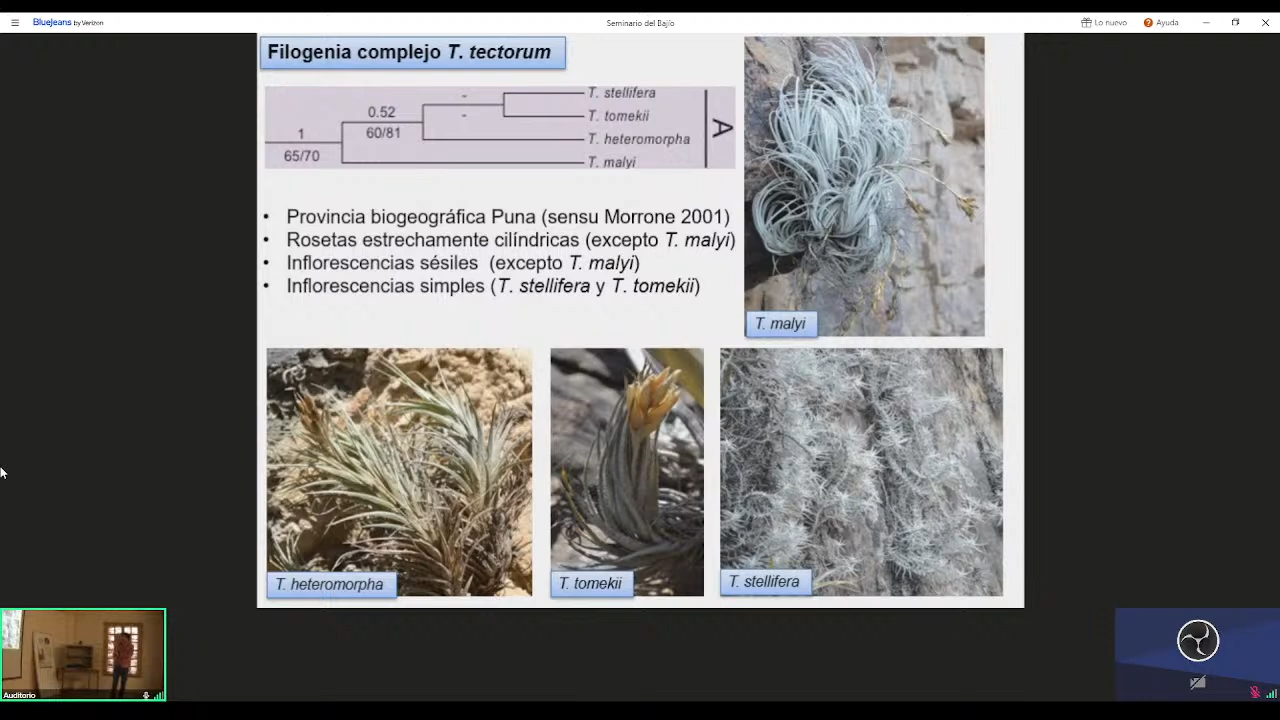 BlueJeans by Verizon
Seminario del Bajío
Lo nuevo
Ayuda
Filogenia complejo T. tectorum
T. stellifera
T. tomekii
T. heteromorpha
T. malyi
0.52
60/81
1
65/70
-
-
A
• Provincia biogeográfica Puna (sensu Morrone 2001)
• Rosetas estrechamente cilíndricas (excepto T. malyi)
• Inflorescencias sésiles (excepto T. malyi)
• Inflorescencias simples (T. stellifera y T. tomekii)
T. malyi
T. heteromorpha
T. tomekii
T. stellifera
Auditorio